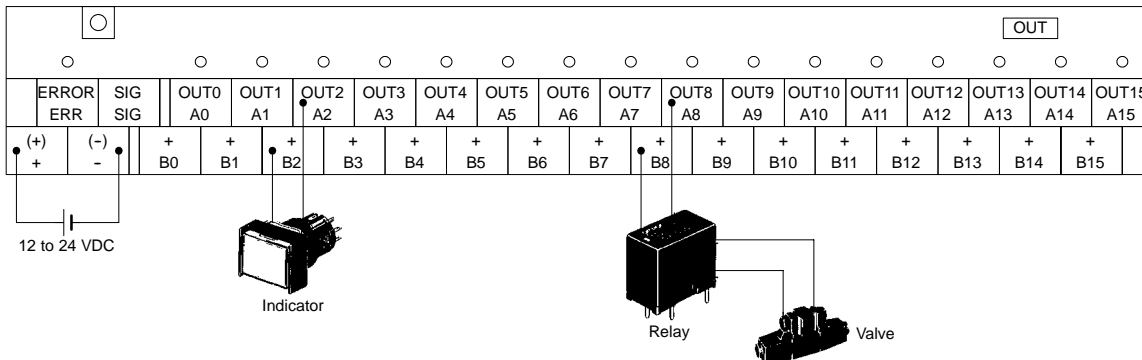 OUT
ERROR SIG OUT0 OUT1 OUT2 OUT3 OUT4 OUT5 OUT6 OUT7 OUT8 OUT9 OUT10 OUT11 OUT12 OUT13 OUT14 OUT15
ERR SIG A0 A1 A2 A3 A4 A5 A6 A7 A8 A9 A10 A11 A12 A13 A14 A15
(+) (-) + + + + + + + + + + + + + + + +
+ - B0 B1 B2 B3 B4 B5 B6 B7 B8 B9 B10 B11 B12 B13 B14 B15
12 to 24 VDC
Indicator
Relay
Valve